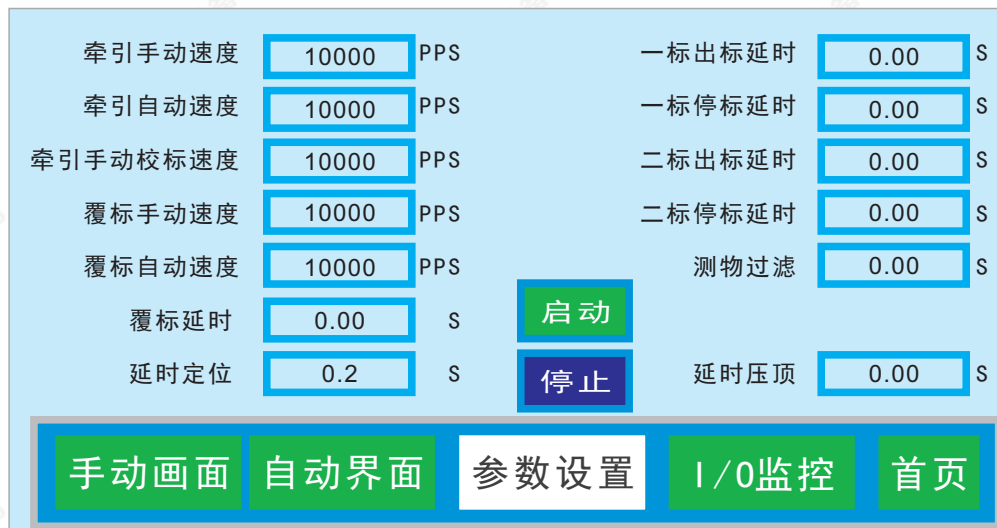 牵引手动速度 10000 PPS 一标出标延时 0.00 S
牵引自动速度 10000 PPS 一标停标延时 0.00 S
牵引手动校标速度 10000 PPS 二标出标延时 0.00 S
覆标手动速度 10000 PPS 二标停标延时 0.00 S
覆标自动速度 10000 PPS 测物过滤 0.00 S
覆标延时 0.00 S 启动
延时定位 0.2 S 停止 延时压顶 0.00 S
手动画面 自动界面 参数设置 I/O监控 首页